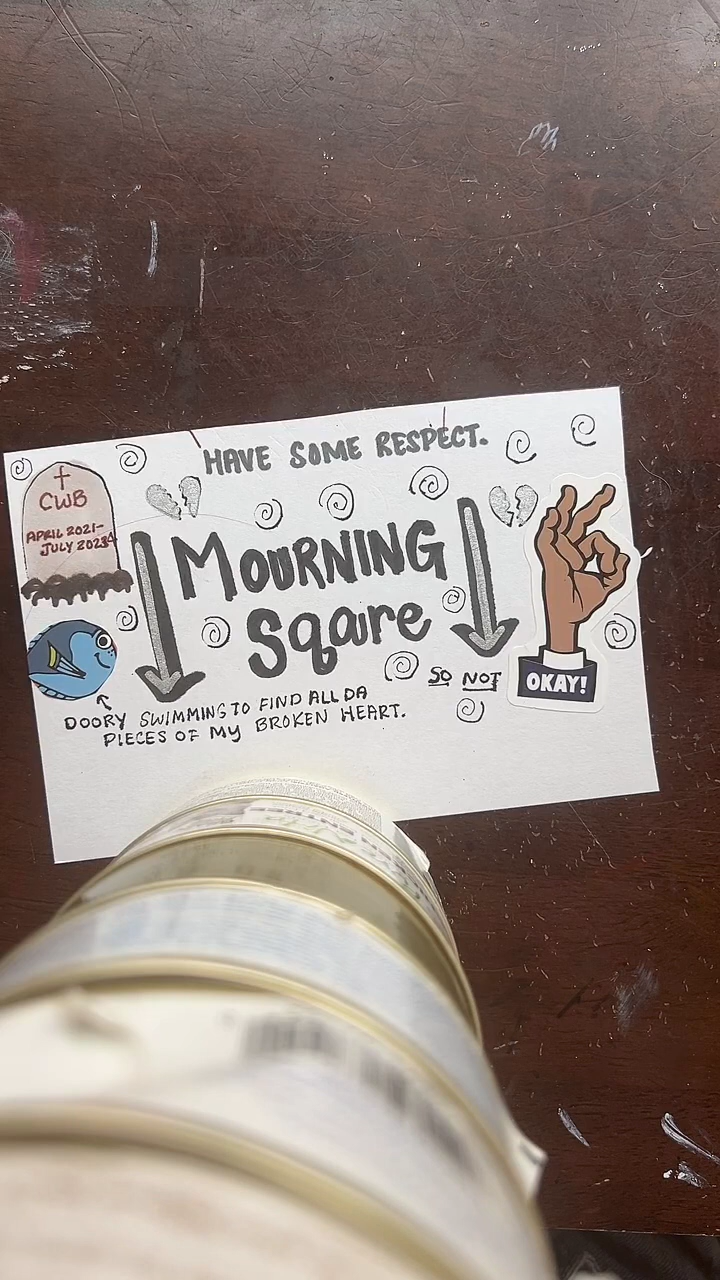 HAVE SOME RESPECT.
CWB
APRIL 2021-
JULY 2023
MOURNING
Sqaure
SO NOT
OKAY!
DOORY SWIMMING TO FIND ALL DA
PIECES OF MY BROKEN HEART.